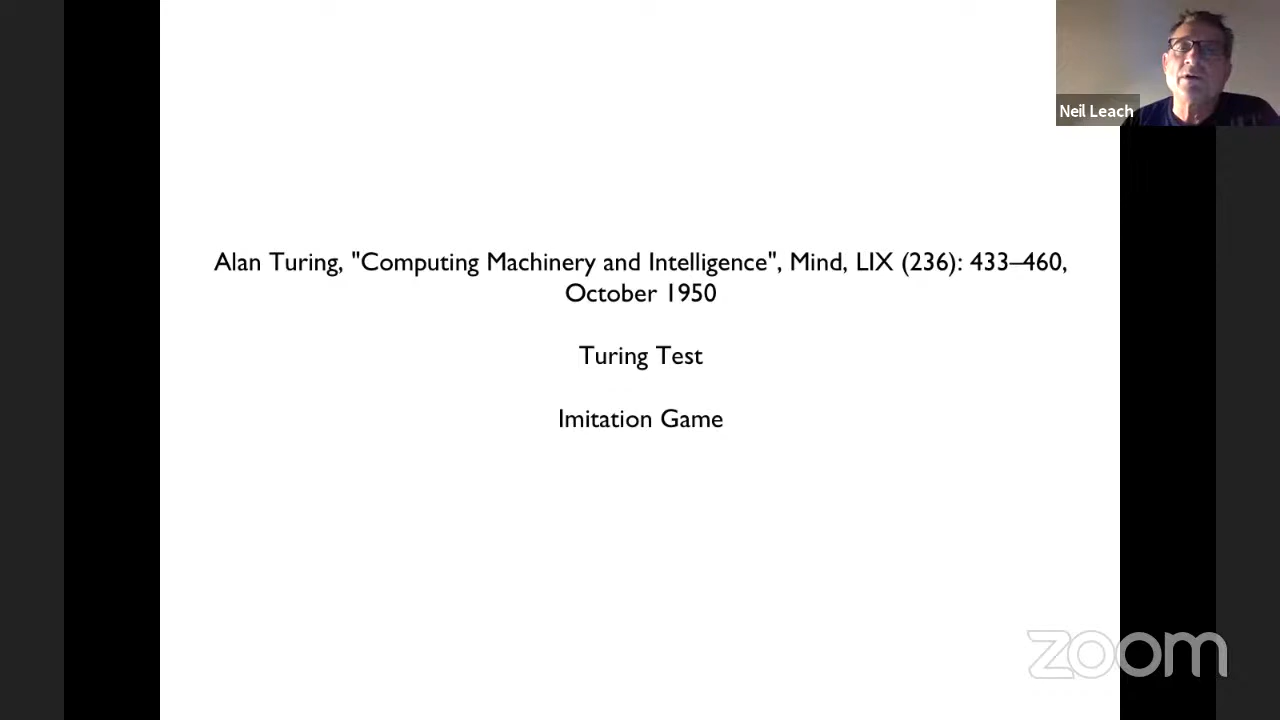 Neil Leach
Alan Turing, "Computing Machinery and Intelligence", Mind, LIX (236): 433–460,
October 1950
Turing Test
Imitation Game
zoom